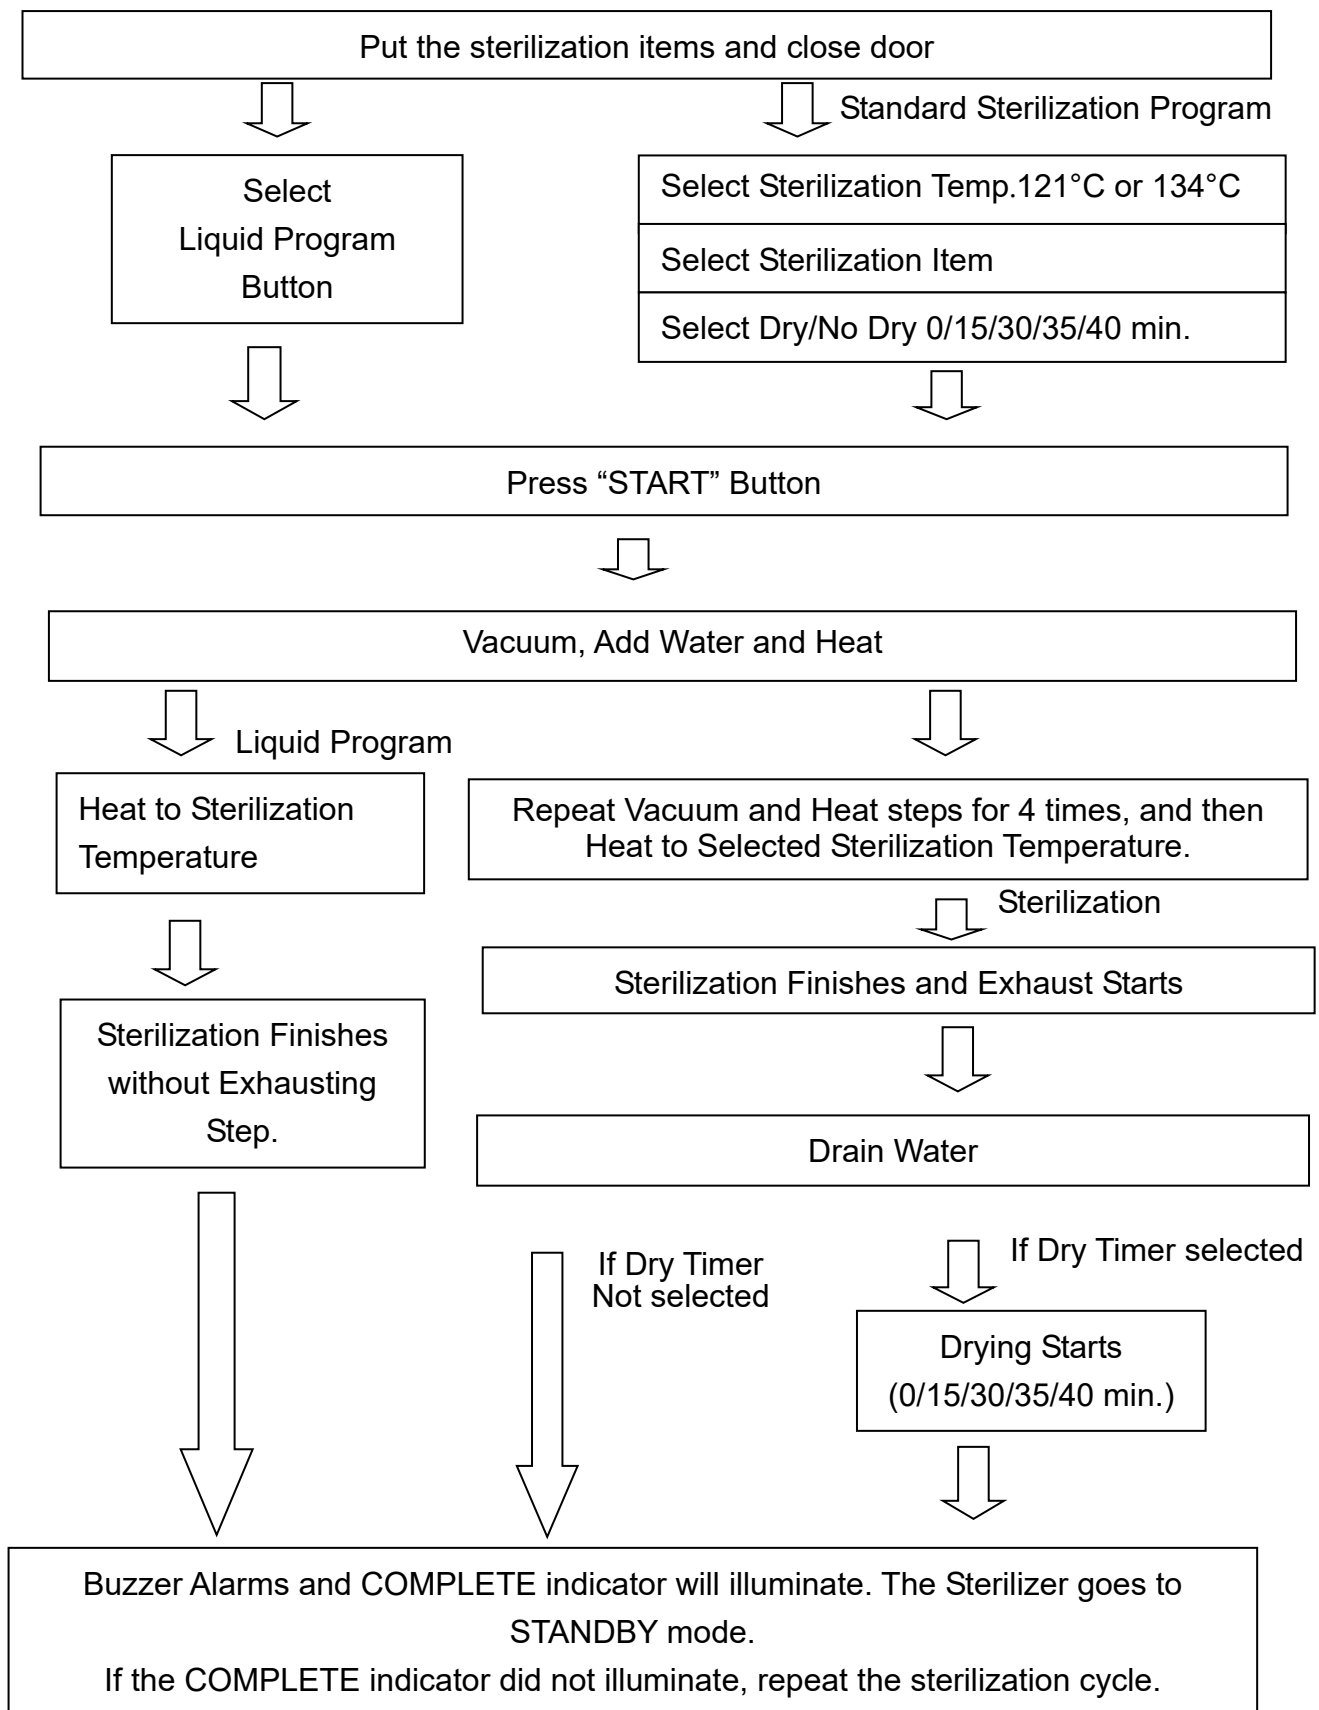 Put the sterilization items and close door
Standard Sterilization Program
Select
Liquid Program
Button
Select Sterilization Temp.121°C or 134°C
Select Sterilization Item
Select Dry/No Dry 0/15/30/35/40 min.
Press “START” Button
Vacuum, Add Water and Heat
Liquid Program
Heat to Sterilization
Temperature
Repeat Vacuum and Heat steps for 4 times, and then
Heat to Selected Sterilization Temperature.
Sterilization
Sterilization Finishes and Exhaust Starts
Sterilization Finishes
without Exhausting
Step.
Drain Water
If Dry Timer
Not selected
If Dry Timer selected
Drying Starts
(0/15/30/35/40 min.)
Buzzer Alarms and COMPLETE indicator will illuminate. The Sterilizer goes to
STANDBY mode.
If the COMPLETE indicator did not illuminate, repeat the sterilization cycle.